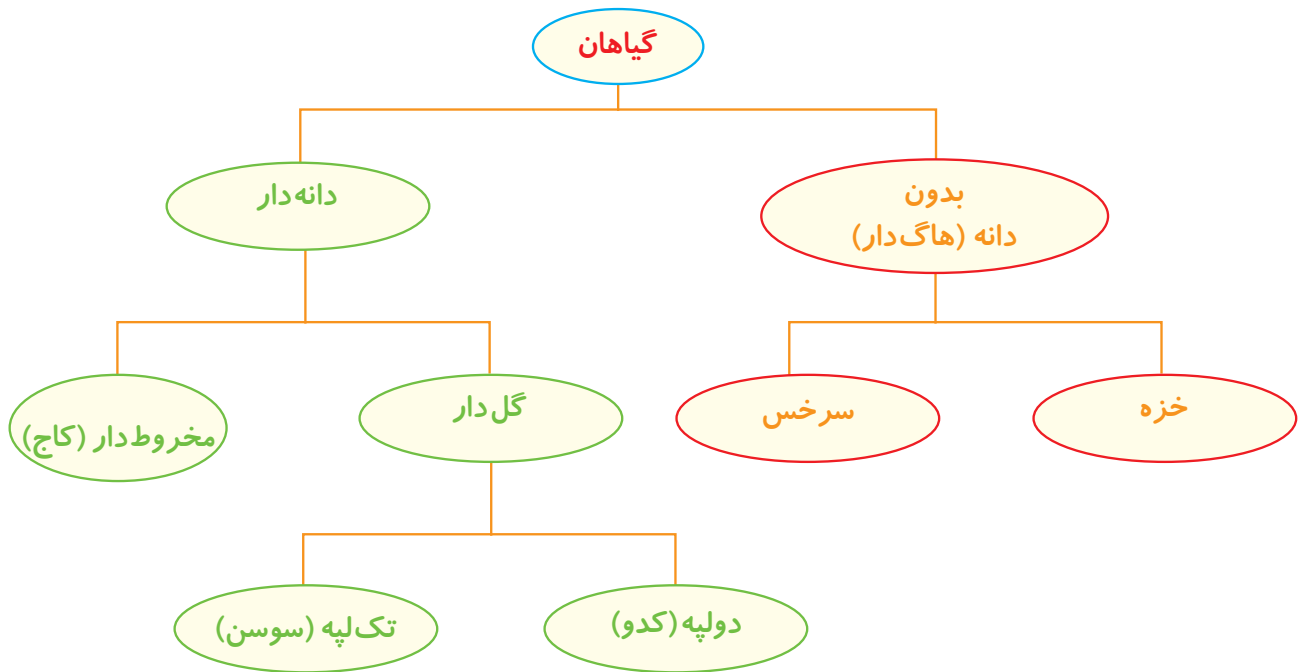 گیاهان
بدون
دانه (هاگ‌دار)
دانه‌دار
خزه
سرخس
گل‌دار
مخروط‌دار (کاج)
دولپه (کدو)
تک‌لپه (سوسن)